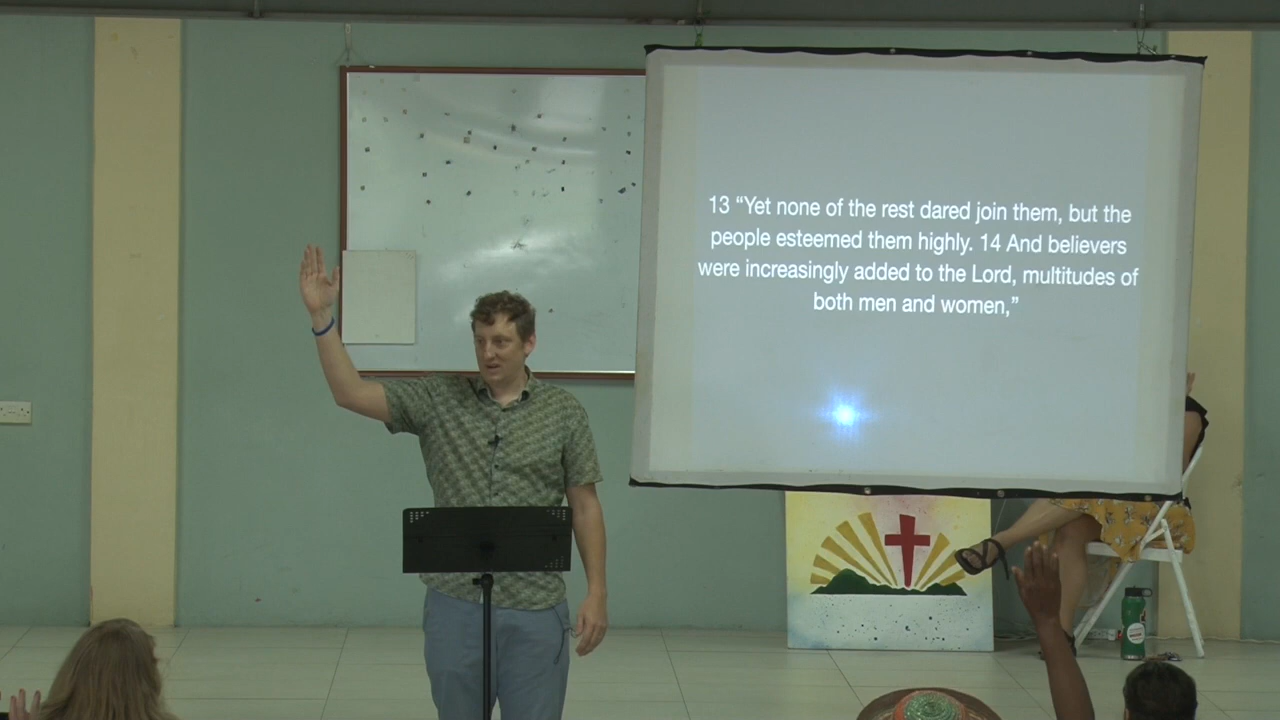 13 “Yet none of the rest dared join them, but the
people esteemed them highly. 14 And believers
were increasingly added to the Lord, multitudes of
both men and women,”